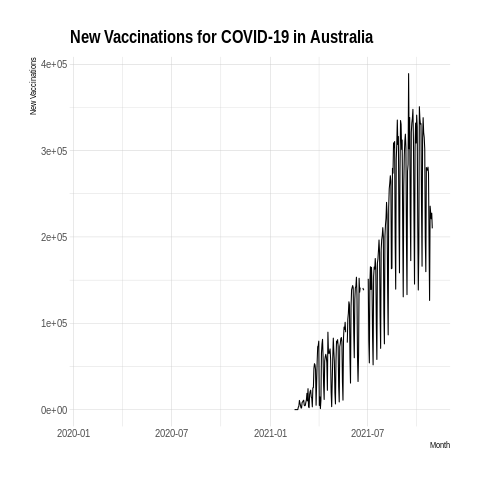 New Vaccinations for COVID-19 in Australia
New Vaccinations
4e+05
3e+05
2e+05
1e+05
0e+00
2020-01 2020-07 2021-01 2021-07
Month